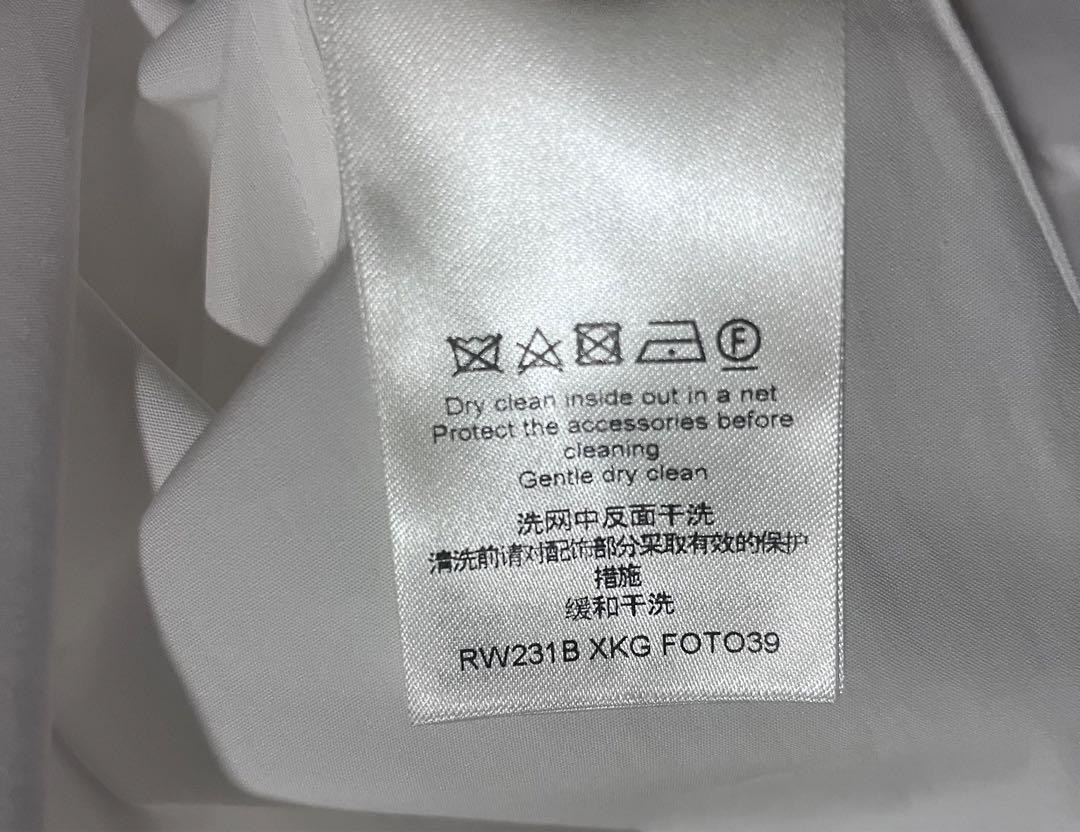 F
Dry clean inside out in a net
Protect the accessories before
cleaning
Gentle dry clean
洗网中反面干洗
清洗前请对配饰部分采取有效的保护
措施
缓和干洗
RW231B XKG FOTO39